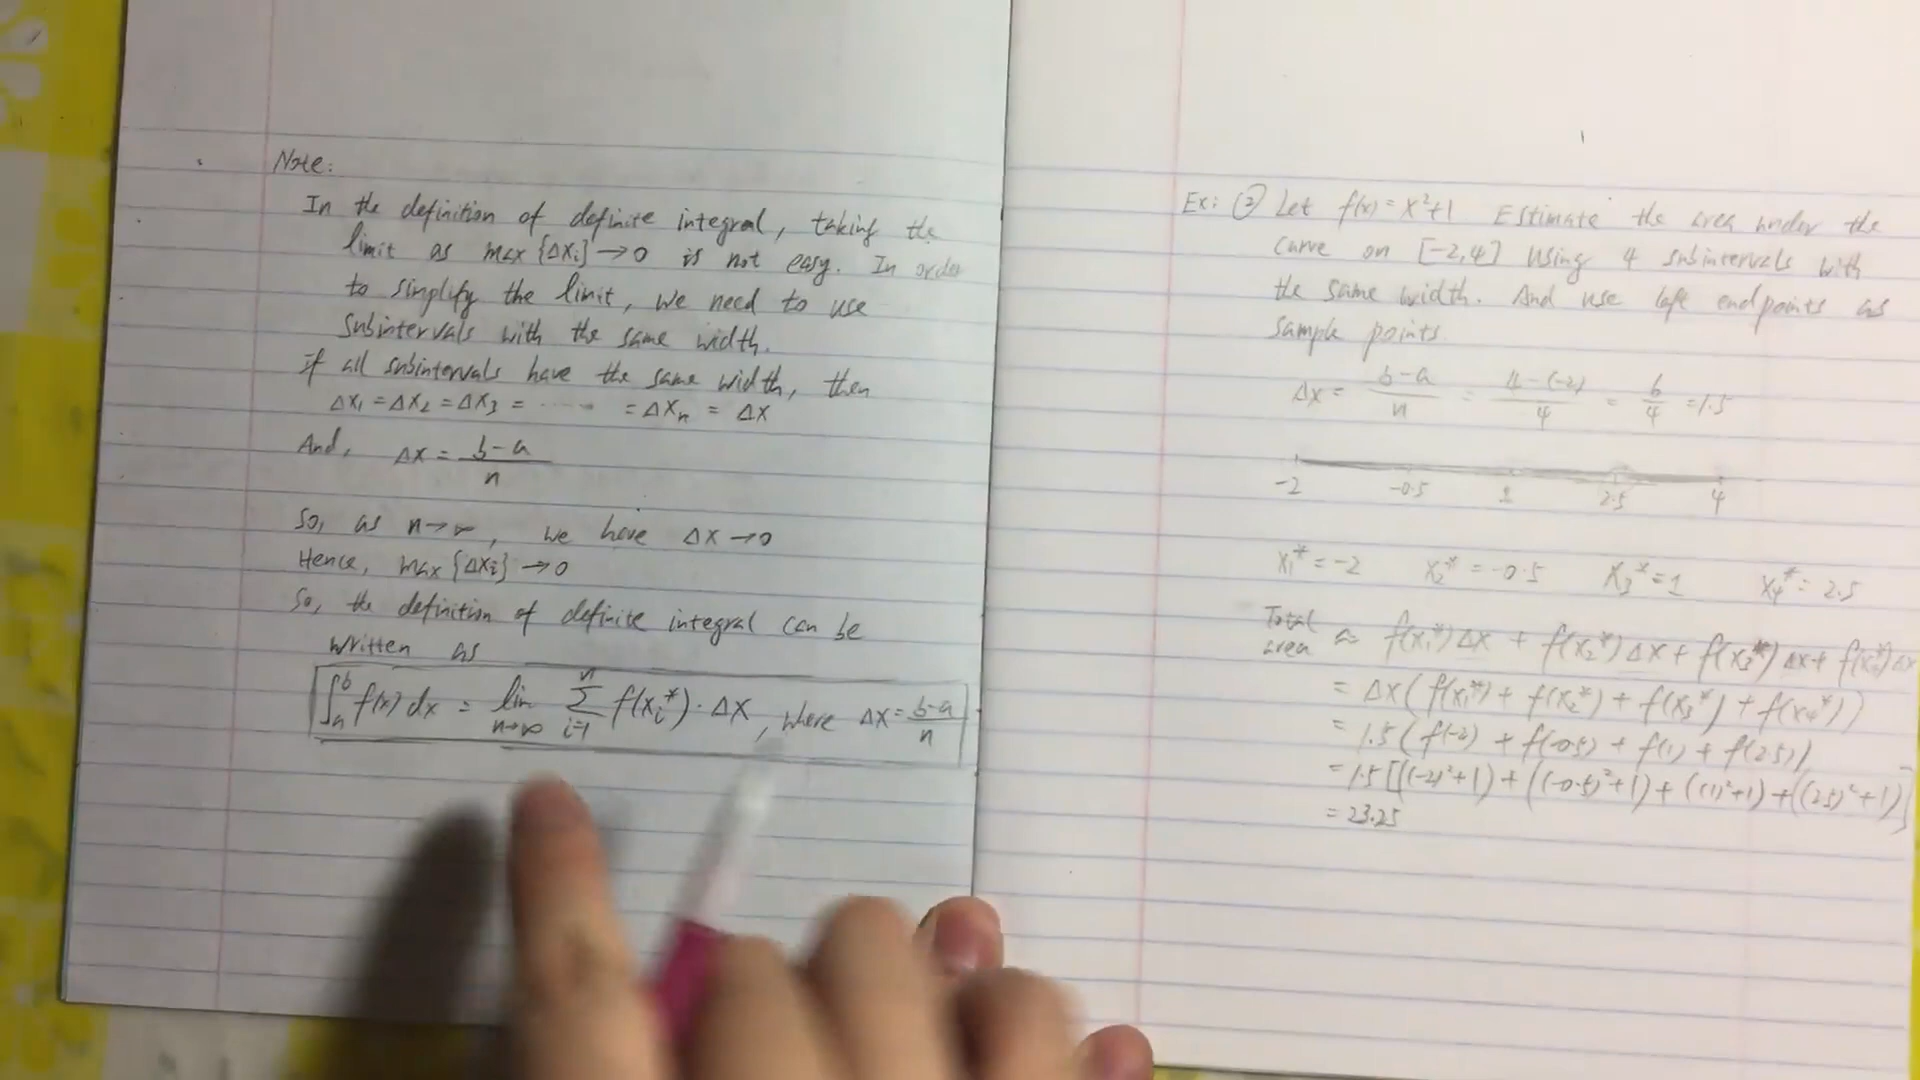 Note:
In the definition of definite integral, taking the
limit as max {Δxi} → 0 is not easy. In order
to simplify the limit, we need to use
subintervals with the same width.
if all subintervals have the same width, then
Δx₁ = Δx₂ = Δx₃ = ...... = Δxₙ = Δx
And, Δx = (b-a)/n
So, as n→∞, we have Δx → 0
Hence, max {Δxi} → 0
So, the definition of definite integral can be
written as
∫ₐᵇ f(x) dx = lim n→∞ Σ i=1 n f(xᵢ*) · Δx, where Δx = (b-a)/n
Ex: ② Let f(x) = x²+1 Estimate the area under the
curve on [-2,4] using 4 subintervals with
the same width. And use left endpoints as
sample points.
Δx = (b-a)/n = (4-(-2))/4 = 6/4 = 1.5
-2 -0.5 1 2.5 4
x₁* = -2 x₂* = -0.5 x₃* = 1 x₄* = 2.5
Total area ≈ f(x₁*)Δx + f(x₂*)Δx + f(x₃*)Δx + f(x₄*)Δx
= Δx (f(x₁*) + f(x₂*) + f(x₃*) + f(x₄*))
= 1.5 (f(-2) + f(-0.5) + f(1) + f(2.5))
= 1.5 [((-2)²+1) + ((-0.5)²+1) + ((1)²+1) + ((2.5)²+1)]
= 23.25